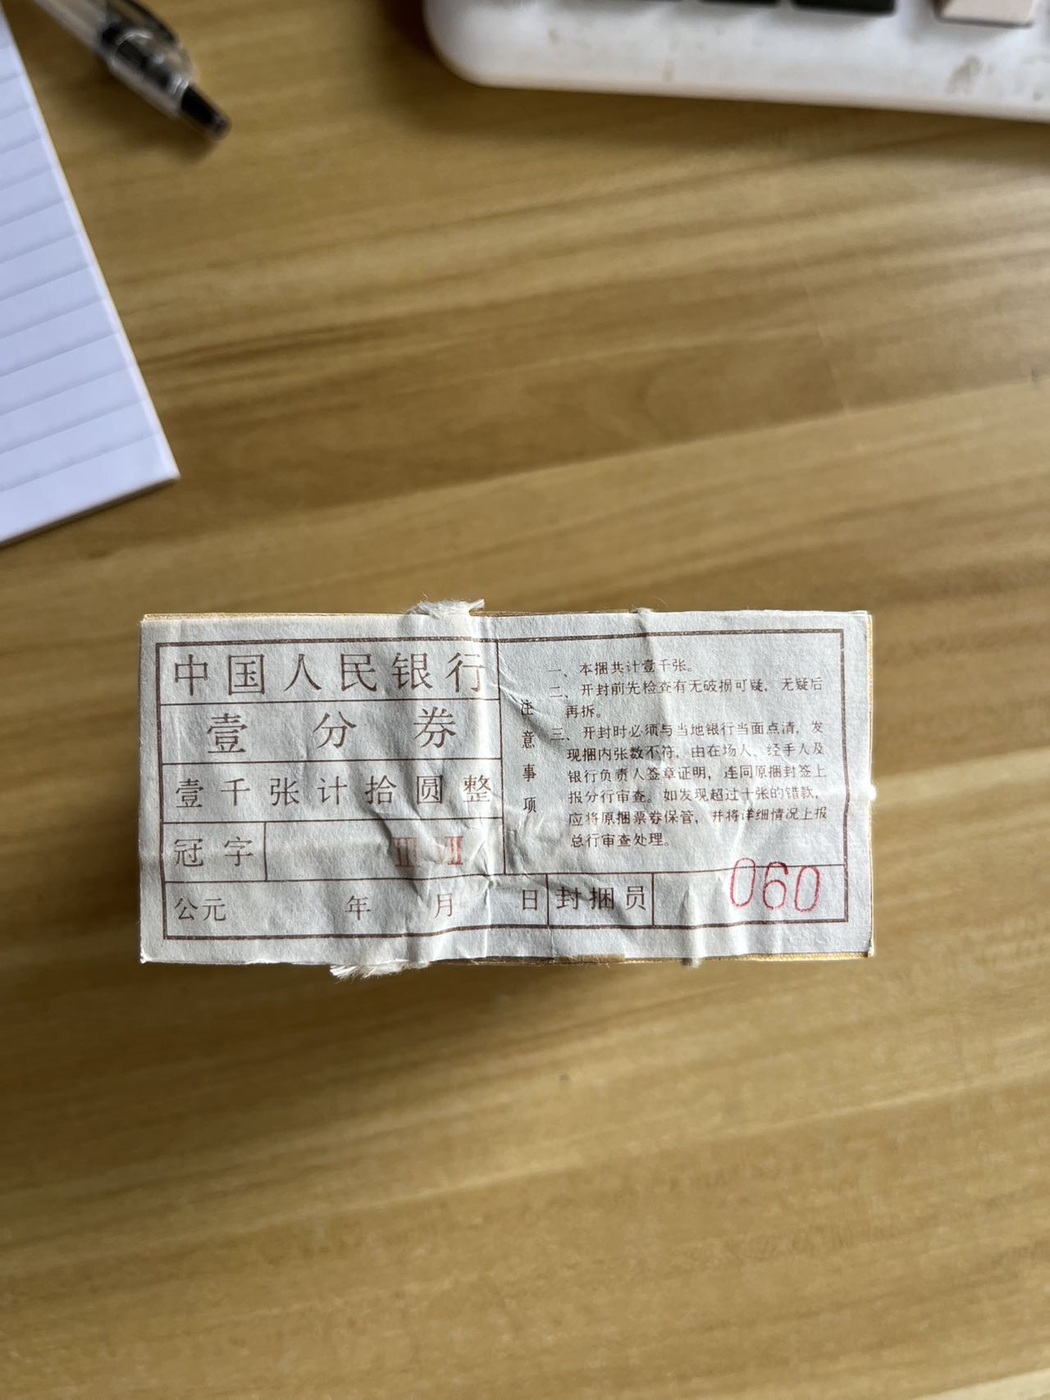 中国人民银行
壹分券
壹千张计拾圆整
冠字 Ⅲ Ⅶ
公元 年 月 日 封捆员 060
注意事项
一、本捆共计壹千张。
二、开封前先检查有无破损可疑，无疑后
再拆。
三、开封时必须与当地银行当面点清，发
现捆内张数不符，由在场人、经手人及
银行负责人签章证明，连同原捆封签上
报分行审查。如发现超过十张的错款，
应将原捆票券保管，并将详细情况上报
总行审查处理。